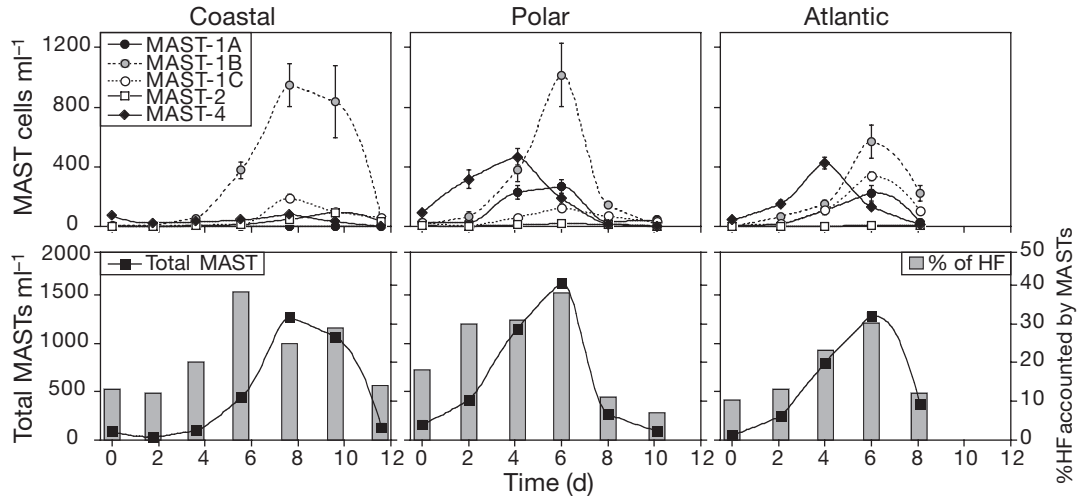 Coastal Polar Atlantic
MAST cells ml–1
1200
800
400
0
MAST-1A
MAST-1B
MAST-1C
MAST-2
MAST-4
Total MASTs ml–1
2000
1500
1000
500
0
Total MAST
% of HF
50
40
30
20
10
0
%HF accounted by MASTs
0 2 4 6 8 10 12 0 2 4 6 8 10 12 0 2 4 6 8 10 12
Time (d)